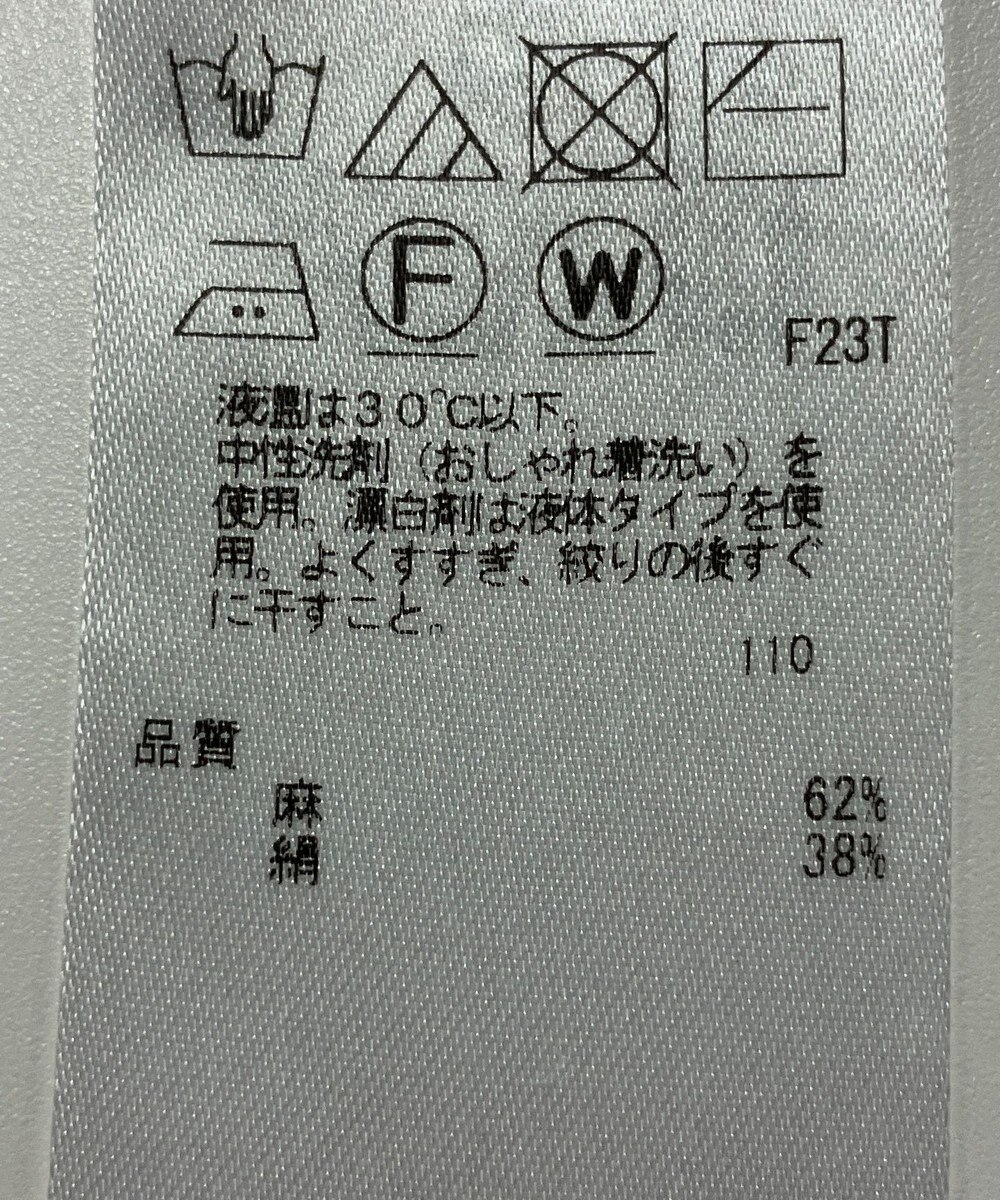 F W
F23T
液温は30℃以下。
中性洗剤（おしゃれ着洗い）を
使用。漂白剤は液体タイプを使
用。よくすすぎ、絞りの後すぐ
に干すこと。
110
品質
麻 62%
絹 38%